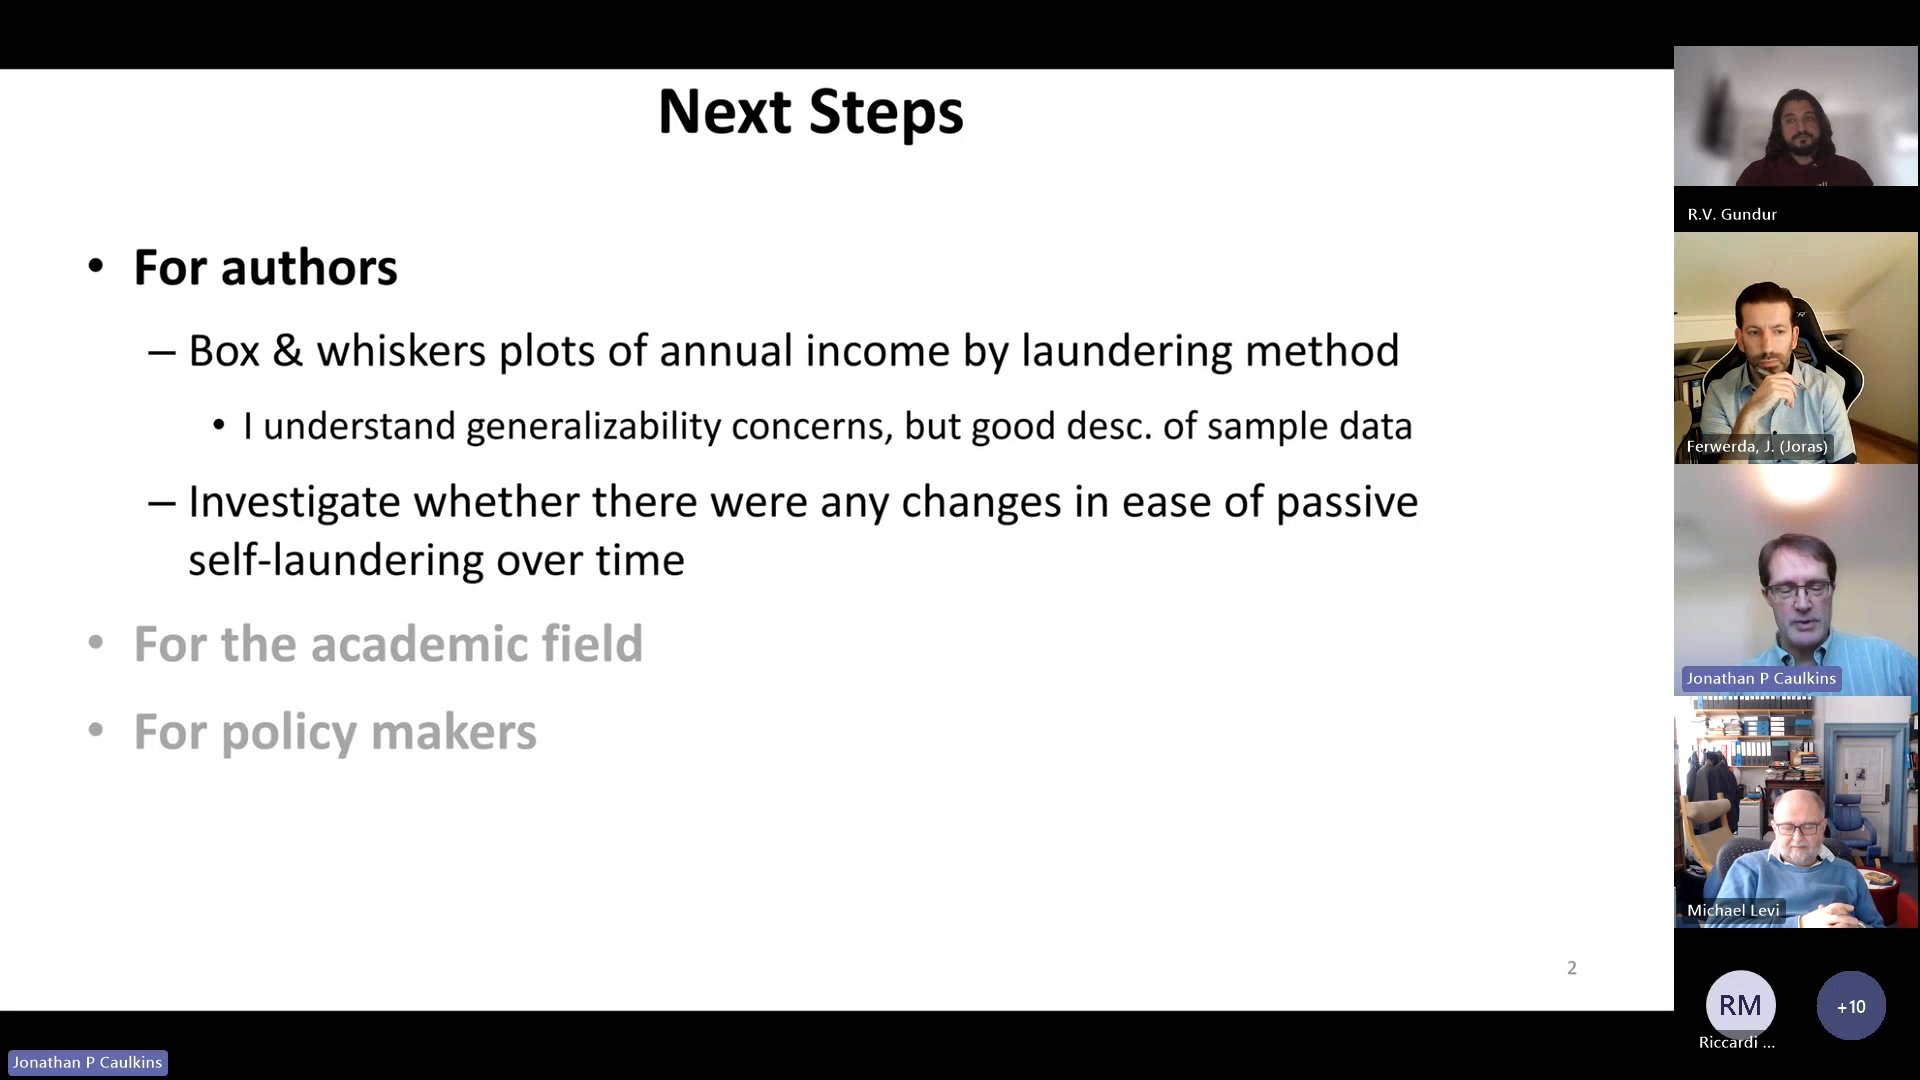 Next Steps
• For authors
– Box & whiskers plots of annual income by laundering method
• I understand generalizability concerns, but good desc. of sample data
– Investigate whether there were any changes in ease of passive
self-laundering over time
• For the academic field
• For policy makers
2
R.V. Gundur
Ferwerda, J. (Joras)
Jonathan P Caulkins
Michael Levi
RM
+10
Riccardi ...
Jonathan P Caulkins